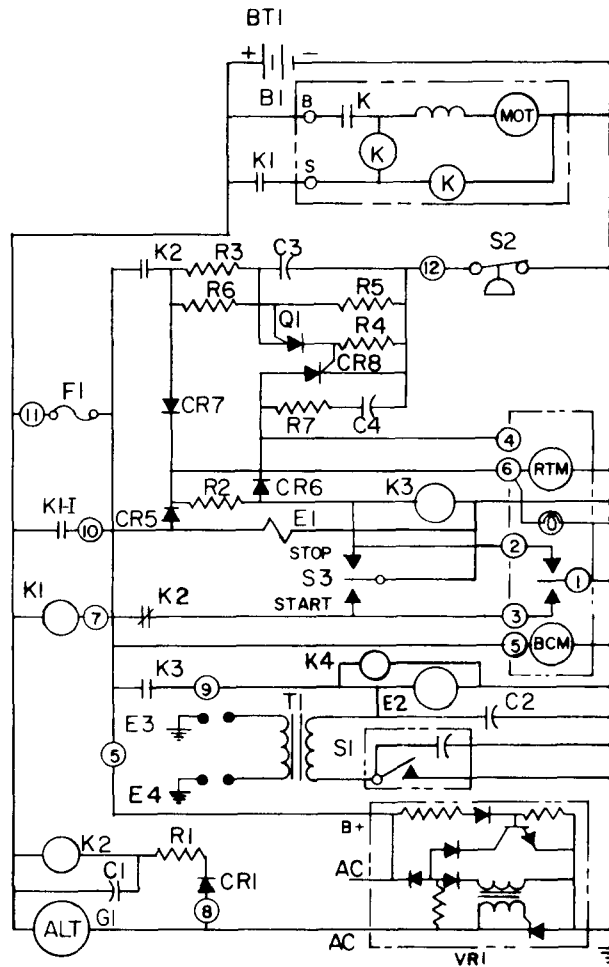 BT1
+ −
B1
B K MOT
K
K1 S K
K2 R3 C3 12 S2
R6 R5
Q1 R4
CR8
F1
11 CR7
R7 C4
4
6 RTM
R2 CR6 K3
K1-I
10 CR5 E1
STOP 2
S3 1
K1 K2 START
7 3
5 BCM
K4
K3 9
E2 C2
E3 T1
S1
5
E4
B+
K2 R1
C1 AC
CR1
8
ALT G1
AC
VR1